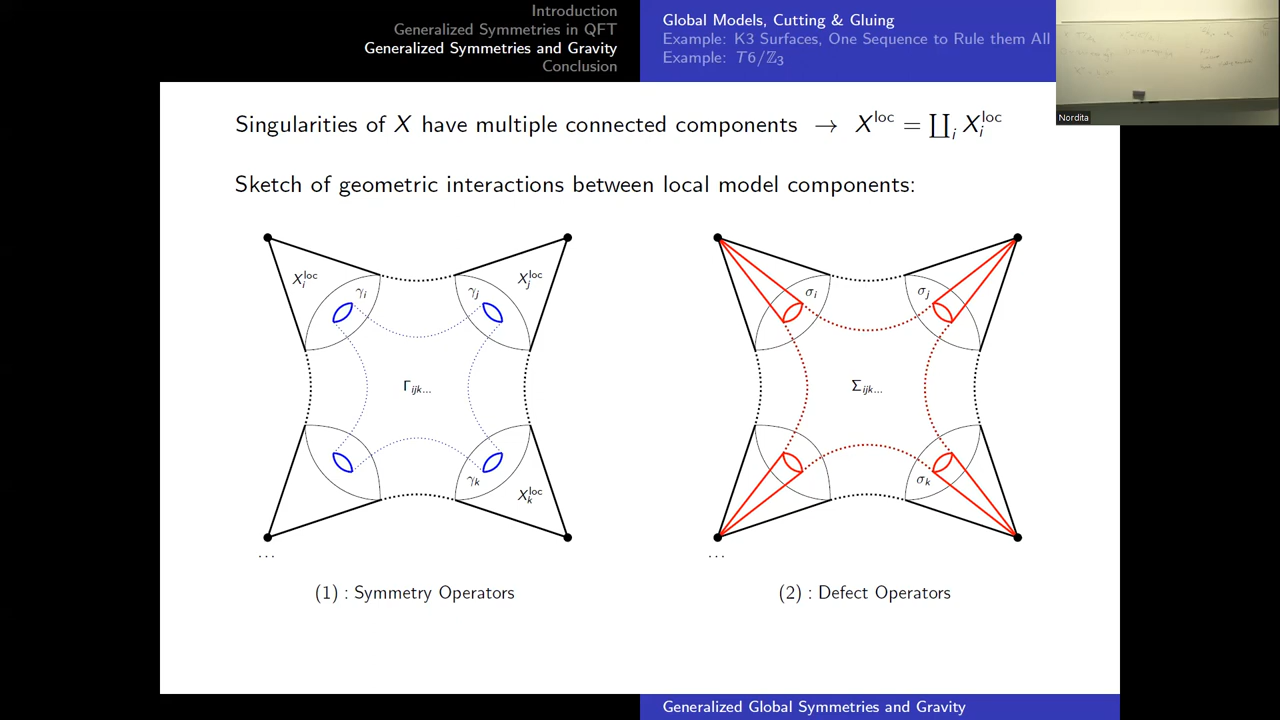 Introduction
Generalized Symmetries in QFT
Generalized Symmetries and Gravity
Conclusion
Global Models, Cutting & Gluing
Example: K3 Surfaces, One Sequence to Rule them All
Example: T6/ℤ₃
Nordita
Singularities of X have multiple connected components → X^loc = ∐_i X_i^loc
Sketch of geometric interactions between local model components:
X_i^loc
γ_i
γ_j
X_j^loc
Γ_ijk...
γ_k
X_k^loc
...
(1) : Symmetry Operators
σ_i
σ_j
Σ_ijk...
σ_k
...
(2) : Defect Operators
Generalized Global Symmetries and Gravity